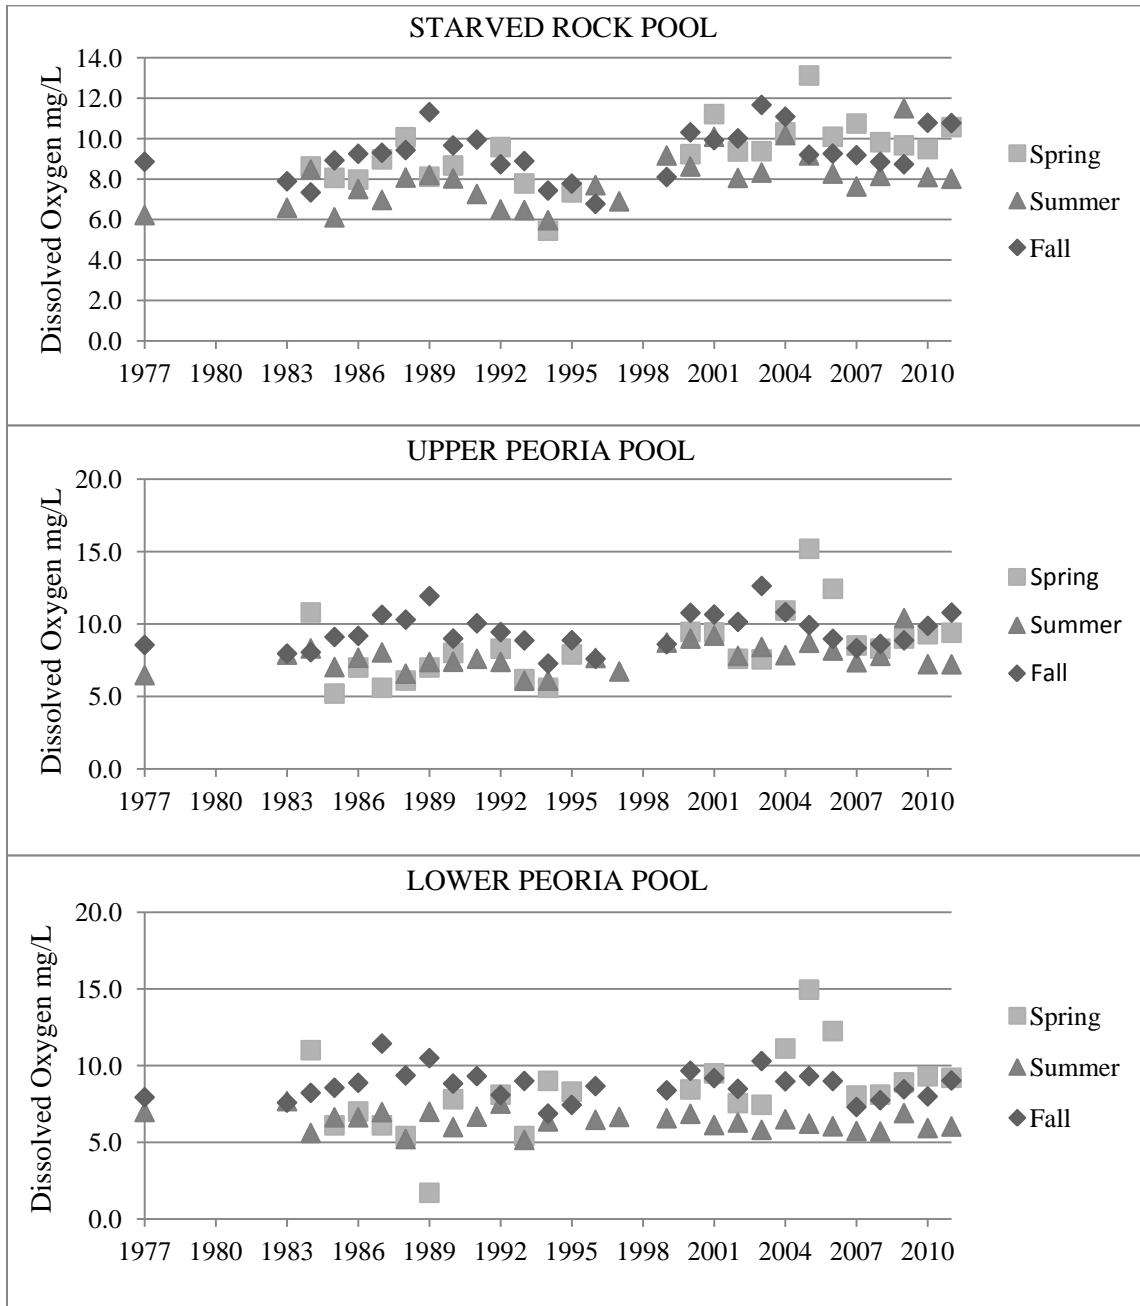 STARVED ROCK POOL
Dissolved Oxygen mg/L
14.0
12.0
10.0
8.0
6.0
4.0
2.0
0.0
1977 1980 1983 1986 1989 1992 1995 1998 2001 2004 2007 2010
Spring
Summer
Fall
UPPER PEORIA POOL
Dissolved Oxygen mg/L
20.0
15.0
10.0
5.0
0.0
1977 1980 1983 1986 1989 1992 1995 1998 2001 2004 2007 2010
Spring
Summer
Fall
LOWER PEORIA POOL
Dissolved Oxygen mg/L
20.0
15.0
10.0
5.0
0.0
1977 1980 1983 1986 1989 1992 1995 1998 2001 2004 2007 2010
Spring
Summer
Fall